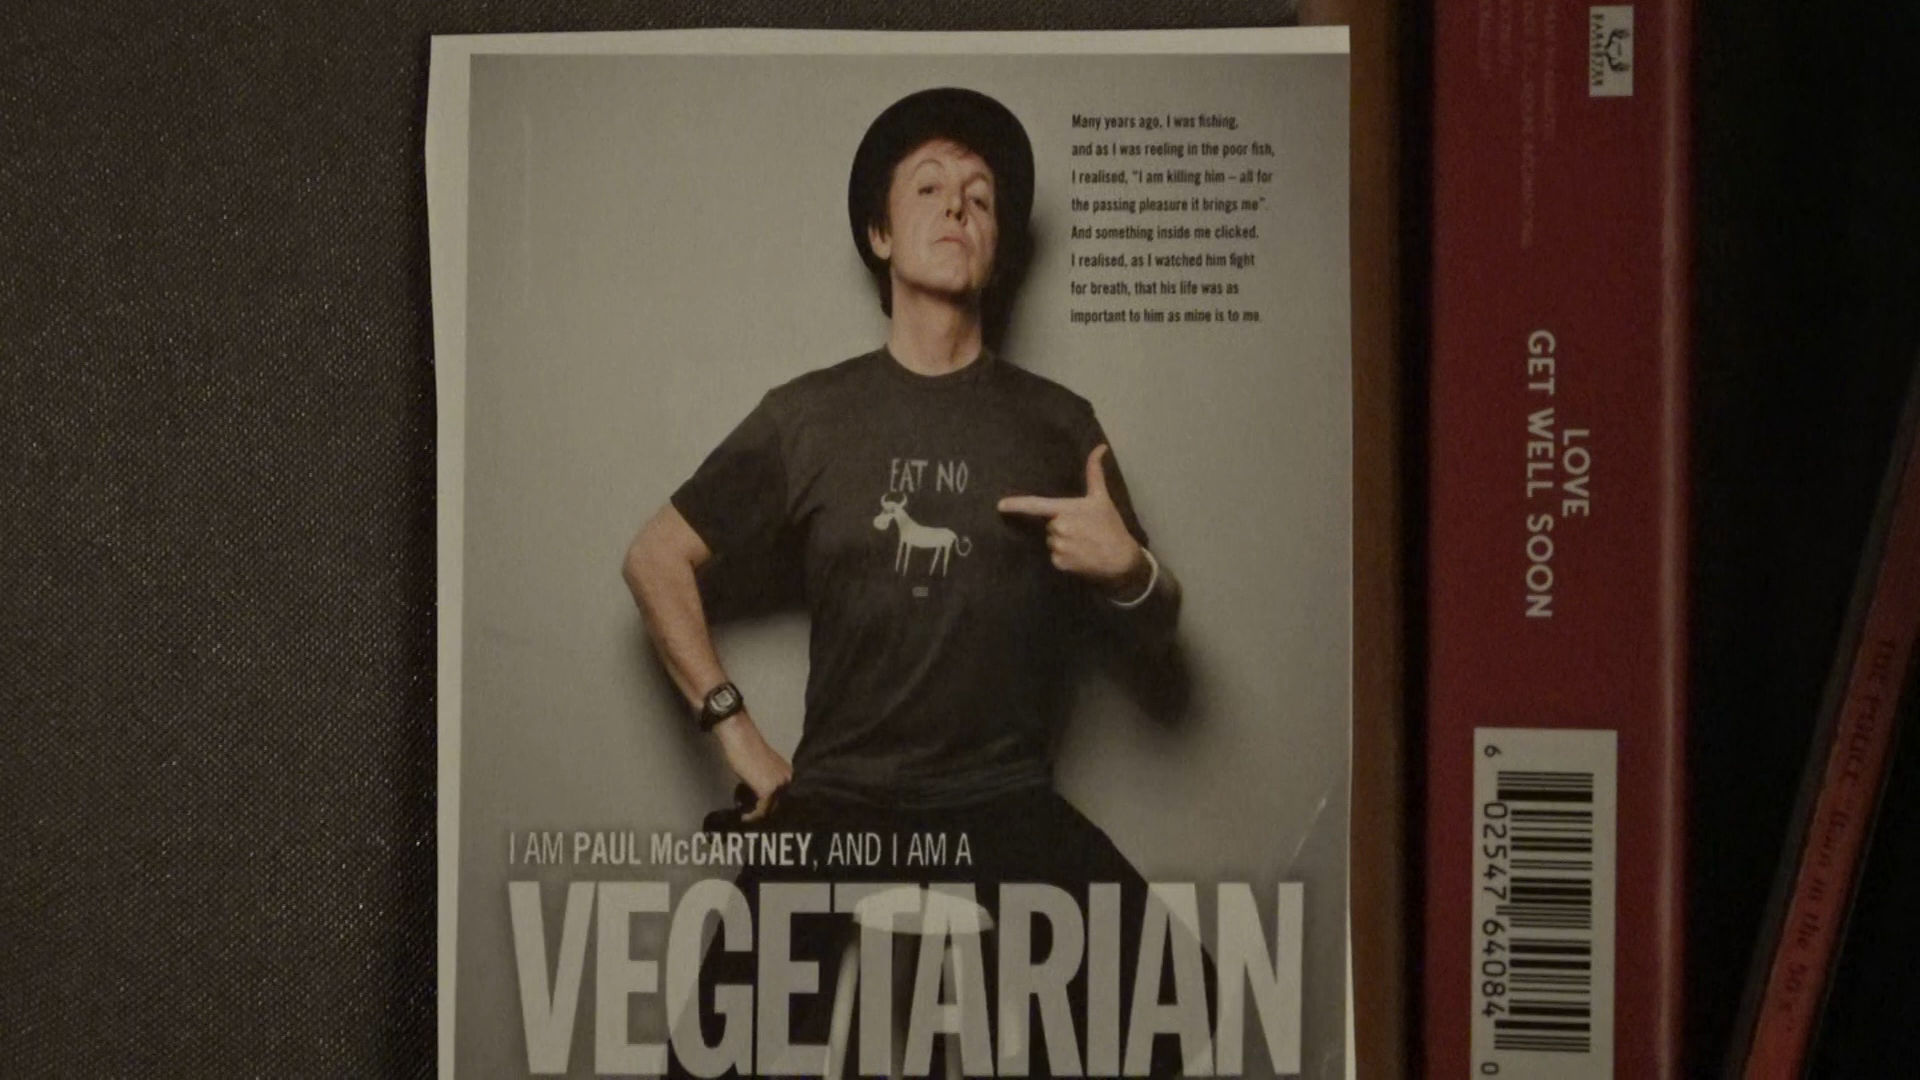 Many years ago, I was fishing,
and as I was reeling in the poor fish,
I realised, "I am killing him – all for
the passing pleasure it brings me".
And something inside me clicked.
I realised, as I watched him fight
for breath, that his life was as
important to him as mine is to me.
EAT NO
I AM PAUL McCARTNEY, AND I AM A
VEGETARIAN
LOVE
GET WELL SOON
6 02547 64084 0
in the 50's